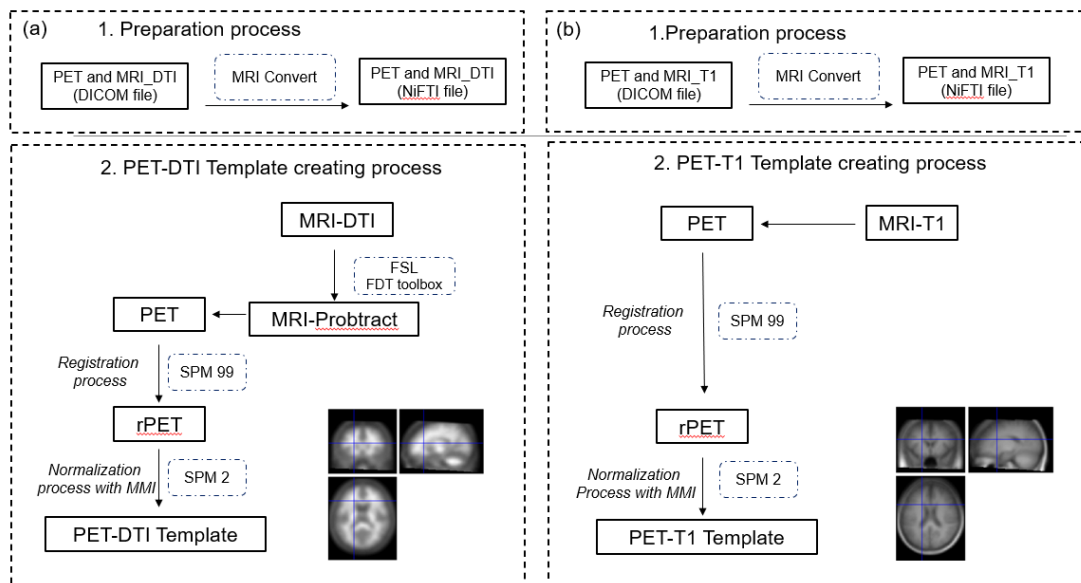 (a)
1. Preparation process
PET and MRI_DTI
(DICOM file)
MRI Convert
PET and MRI_DTI
(NiFTI file)
2. PET-DTI Template creating process
MRI-DTI
FSL
FDT toolbox
PET
MRI-Probtract
Registration
process
SPM 99
rPET
Normalization
process with MMI
SPM 2
PET-DTI Template
(b)
1.Preparation process
PET and MRI_T1
(DICOM file)
MRI Convert
PET and MRI_T1
(NiFTI file)
2. PET-T1 Template creating process
PET
MRI-T1
Registration
process
SPM 99
rPET
Normalization
Process with MMI
SPM 2
PET-T1 Template